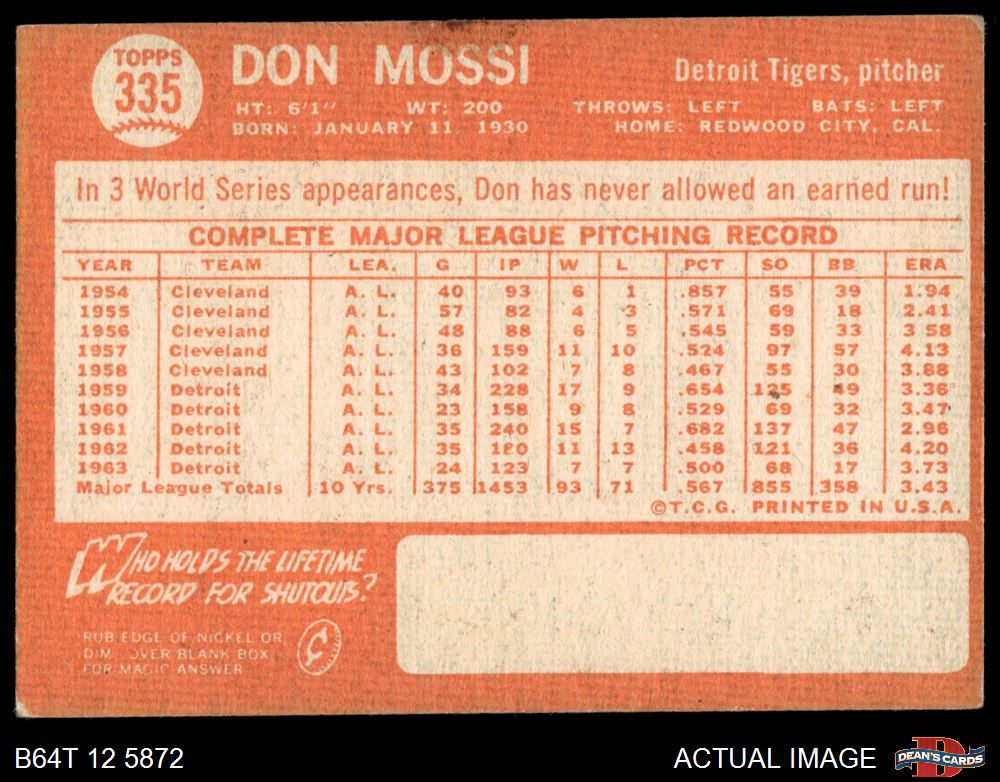 TOPPS
335
DON MOSSI
Detroit Tigers, pitcher
HT: 6'1" WT: 200 THROWS: LEFT BATS: LEFT
BORN: JANUARY 11, 1930 HOME: REDWOOD CITY, CAL.
In 3 World Series appearances, Don has never allowed an earned run!
COMPLETE MAJOR LEAGUE PITCHING RECORD
YEAR TEAM LEA. G IP W L PCT SO BB ERA
1954 Cleveland A. L. 40 93 6 1 .857 55 39 1.94
1955 Cleveland A. L. 57 82 4 3 .571 69 18 2.41
1956 Cleveland A. L. 48 88 6 5 .545 59 33 3.58
1957 Cleveland A. L. 36 159 11 10 .524 97 57 4.13
1958 Cleveland A. L. 43 102 7 8 .467 55 30 3.88
1959 Detroit A. L. 34 228 17 9 .654 125 49 3.36
1960 Detroit A. L. 23 158 9 8 .529 69 32 3.47
1961 Detroit A. L. 35 240 15 7 .682 137 47 2.96
1962 Detroit A. L. 35 180 11 13 .458 121 36 4.20
1963 Detroit A. L. 24 123 7 7 .500 68 17 3.73
Major League Totals 10 Yrs. 375 1453 93 71 .567 855 358 3.43
©T.C.G. PRINTED IN U.S.A.
WHO HOLDS THE LIFETIME
RECORD FOR SHUTOUTS?
RUB EDGE OF NICKEL OR
DIME OVER BLANK BOX
FOR MAGIC ANSWER
¢
B64T 12 5872
ACTUAL IMAGE
D
DEAN'S CARDS